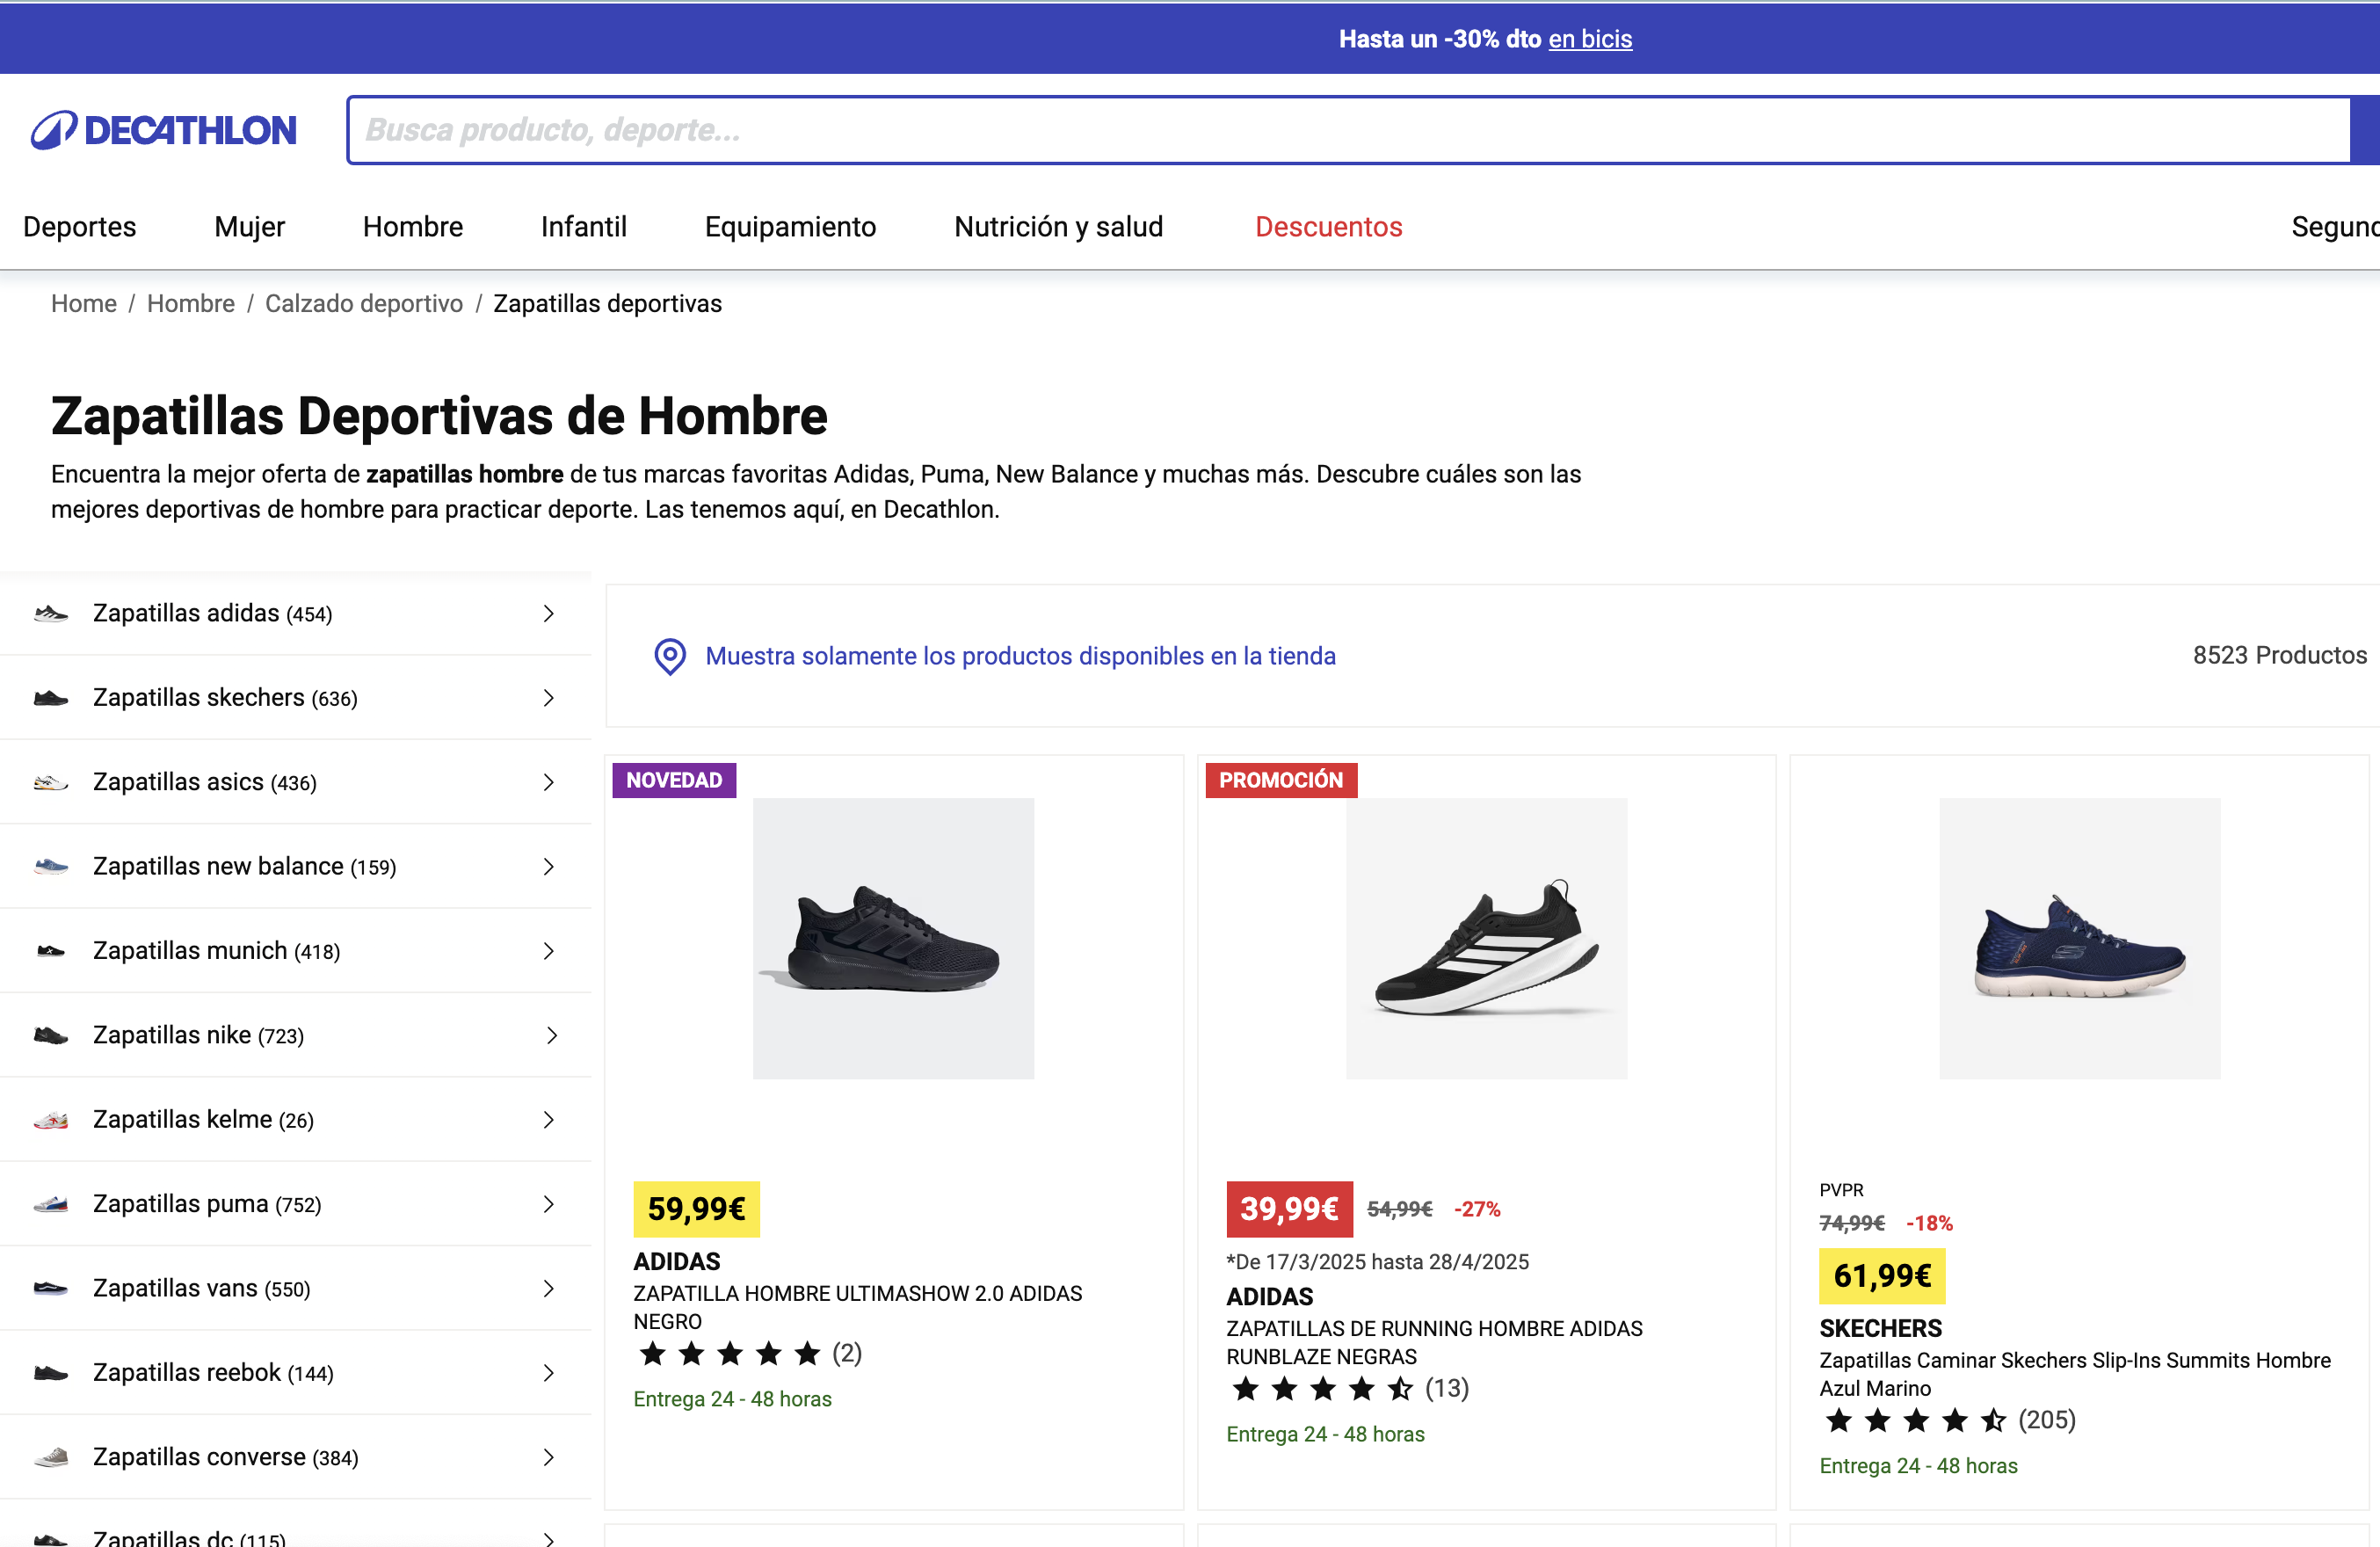 Hasta un -30% dto en bicis
DECATHLON
Busca producto, deporte...
Deportes
Mujer
Hombre
Infantil
Equipamiento
Nutrición y salud
Descuentos
Home / Hombre / Calzado deportivo / Zapatillas deportivas
Zapatillas Deportivas de Hombre
Encuentra la mejor oferta de zapatillas hombre de tus marcas favoritas Adidas, Puma, New Balance y muchas más. Descubre cuáles son las
mejores deportivas de hombre para practicar deporte. Las tenemos aquí, en Decathlon.
Zapatillas adidas (454)
Zapatillas skechers (636)
Zapatillas asics (436)
Zapatillas new balance (159)
Zapatillas munich (418)
Zapatillas nike (723)
Zapatillas kelme (26)
Zapatillas puma (752)
Zapatillas vans (550)
Zapatillas reebok (144)
Zapatillas converse (384)
Zapatillas dc (115)
Muestra solamente los productos disponibles en la tienda
8523 Productos
NOVEDAD
59,99€
ADIDAS
ZAPATILLA HOMBRE ULTIMASHOW 2.0 ADIDAS
NEGRO
(2)
Entrega 24 - 48 horas
PROMOCIÓN
39,99€ 54,99€ -27%
*De 17/3/2025 hasta 28/4/2025
ADIDAS
ZAPATILLAS DE RUNNING HOMBRE ADIDAS
RUNBLAZE NEGRAS
(13)
Entrega 24 - 48 horas
PVPR
74,99€ -18%
61,99€
SKECHERS
Zapatillas Caminar Skechers Slip-Ins Summits Hombre
Azul Marino
(205)
Entrega 24 - 48 horas